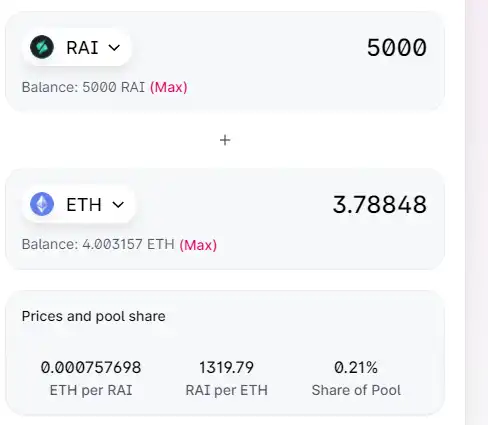 RAI 5000
Balance: 5000 RAI (Max)
+
ETH 3.78848
Balance: 4.003157 ETH (Max)
Prices and pool share
0.000757698 1319.79 0.21%
ETH per RAI RAI per ETH Share of Pool